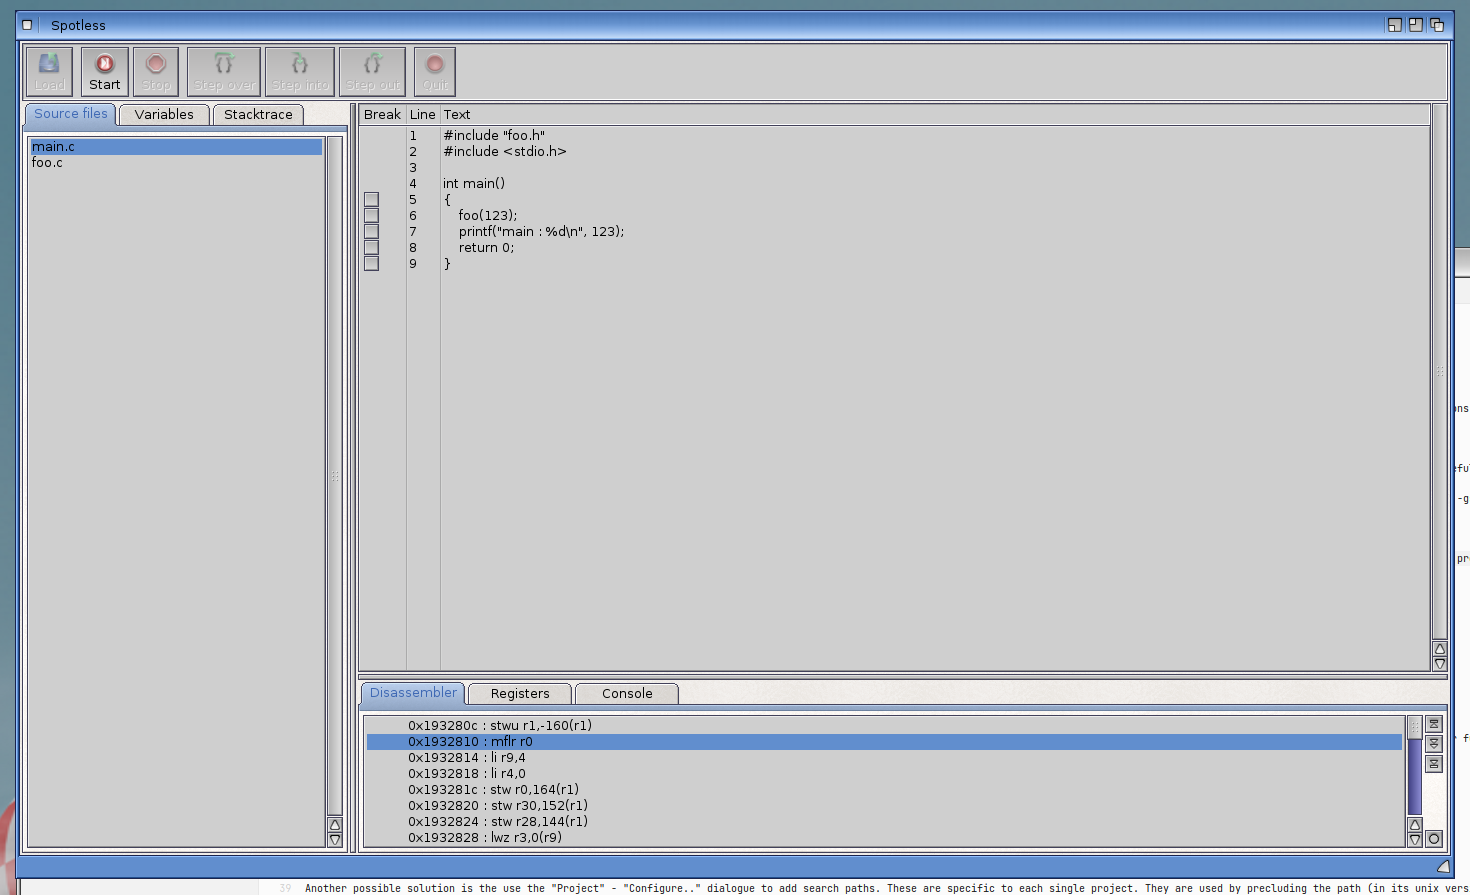 Spotless
Load Start Stop Step over Step into Step out Quit
Source files Variables Stacktrace
main.c
foo.c
Break Line Text
1 #include "foo.h"
2 #include <stdio.h>
3
4 int main()
5 {
6 foo(123);
7 printf("main : %d\n", 123);
8 return 0;
9 }
Disassembler Registers Console
0x193280c : stwu r1,-160(r1)
0x1932810 : mflr r0
0x1932814 : li r9,4
0x1932818 : li r4,0
0x193281c : stw r0,164(r1)
0x1932820 : stw r30,152(r1)
0x1932824 : stw r28,144(r1)
0x1932828 : lwz r3,0(r9)
-g
39 Another possible solution is the use the "Project" - "Configure.." dialogue to add search paths. These are specific to each single project. They are used by precluding the path (in its unix vers